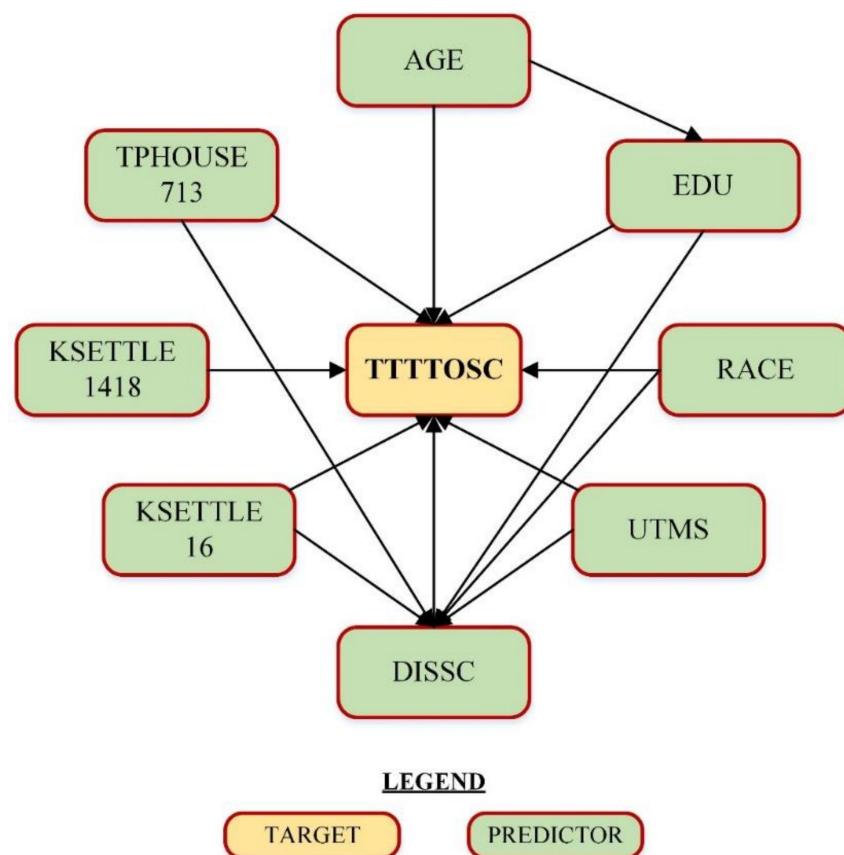 AGE
TPHOUSE
713
EDU
KSETTLE
1418
TTTTOSC
RACE
KSETTLE
16
UTMS
DISSC
LEGEND
TARGET
PREDICTOR